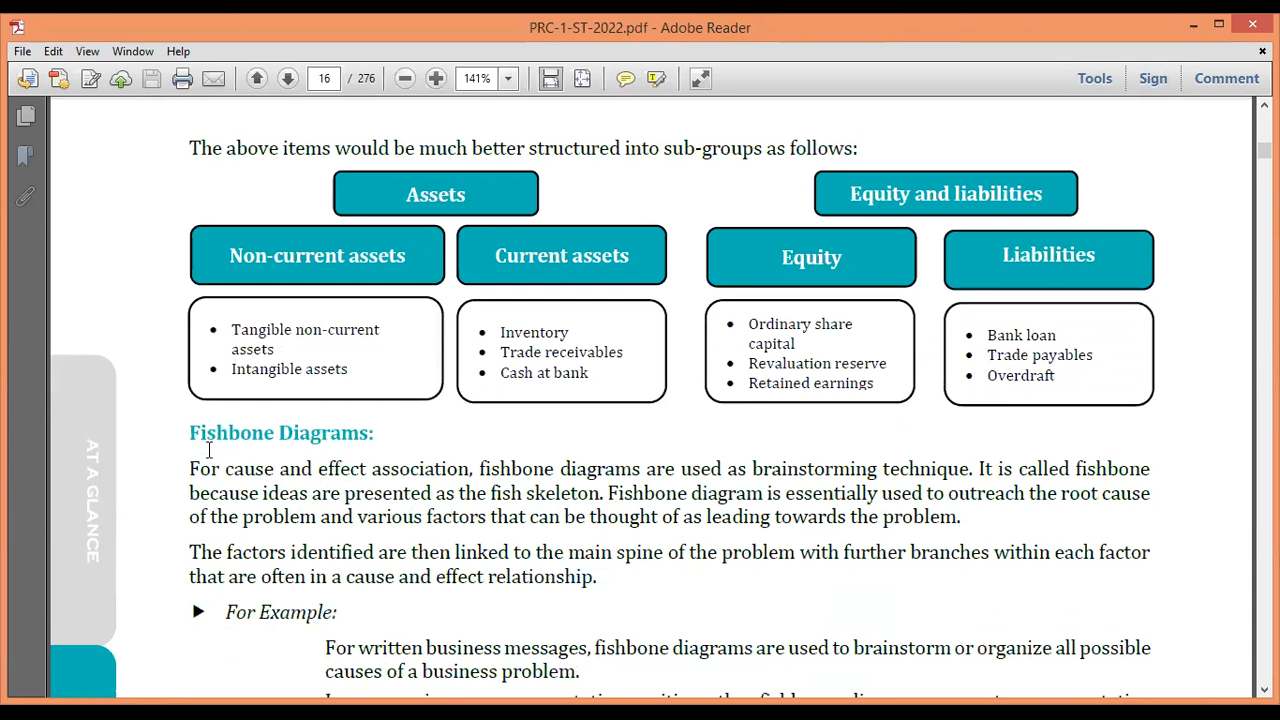 PRC-1-ST-2022.pdf - Adobe Reader
File Edit View Window Help
16 / 276 141% Tools Sign Comment
The above items would be much better structured into sub-groups as follows:
Assets
Equity and liabilities
Non-current assets
Current assets
Equity
Liabilities
• Tangible non-current
assets
• Intangible assets
• Inventory
• Trade receivables
• Cash at bank
• Ordinary share
capital
• Revaluation reserve
• Retained earnings
• Bank loan
• Trade payables
• Overdraft
AT A GLANCE
Fishbone Diagrams:
For cause and effect association, fishbone diagrams are used as brainstorming technique. It is called fishbone
because ideas are presented as the fish skeleton. Fishbone diagram is essentially used to outreach the root cause
of the problem and various factors that can be thought of as leading towards the problem.
The factors identified are then linked to the main spine of the problem with further branches within each factor
that are often in a cause and effect relationship.
For Example:
For written business messages, fishbone diagrams are used to brainstorm or organize all possible
causes of a business problem.